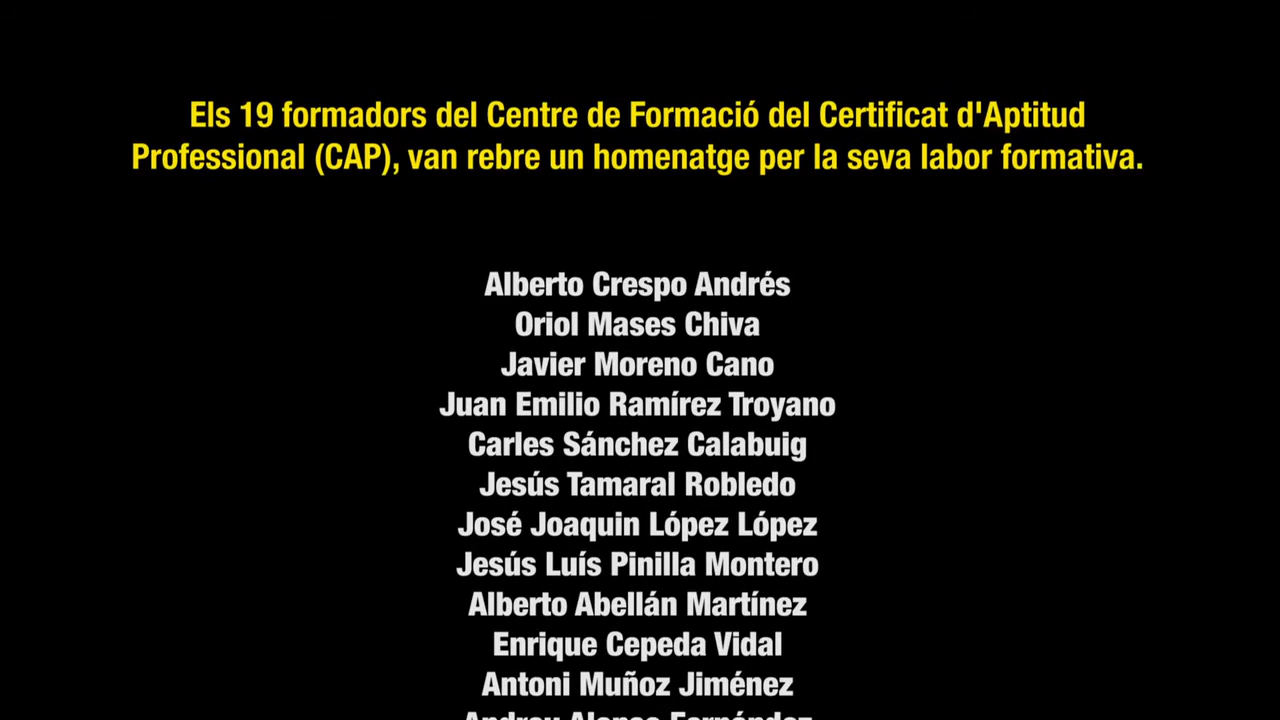 Els 19 formadors del Centre de Formació del Certificat d'Aptitud
Professional (CAP), van rebre un homenatge per la seva labor formativa.
Alberto Crespo Andrés
Oriol Mases Chiva
Javier Moreno Cano
Juan Emilio Ramírez Troyano
Carles Sánchez Calabuig
Jesús Tamaral Robledo
José Joaquin López López
Jesús Luís Pinilla Montero
Alberto Abellán Martínez
Enrique Cepeda Vidal
Antoni Muñoz Jiménez